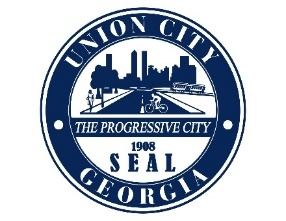 UNION CITY
THE PROGRESSIVE CITY
1908
SEAL
GEORGIA